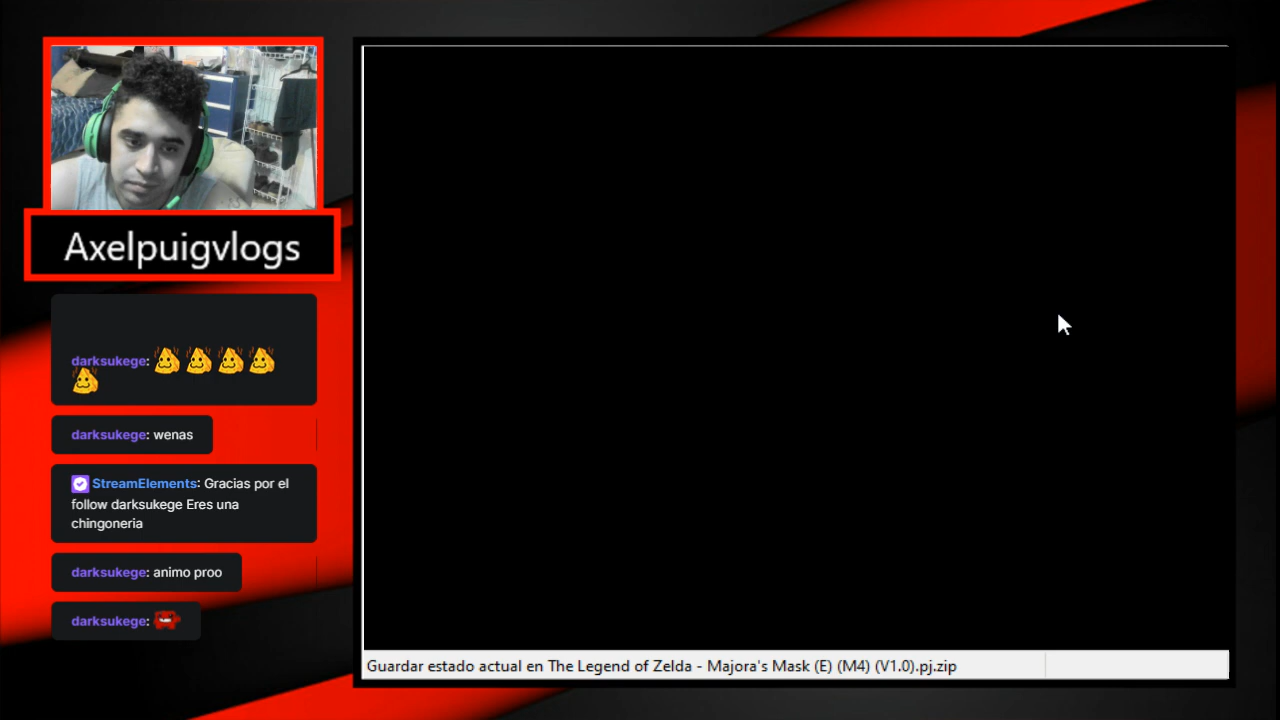 Axelpuigvlogs
darksukege:
darksukege: wenas
StreamElements: Gracias por el
follow darksukege Eres una
chingoneria
darksukege: animo proo
darksukege:
Guardar estado actual en The Legend of Zelda - Majora's Mask (E) (M4) (V1.0).pj.zip